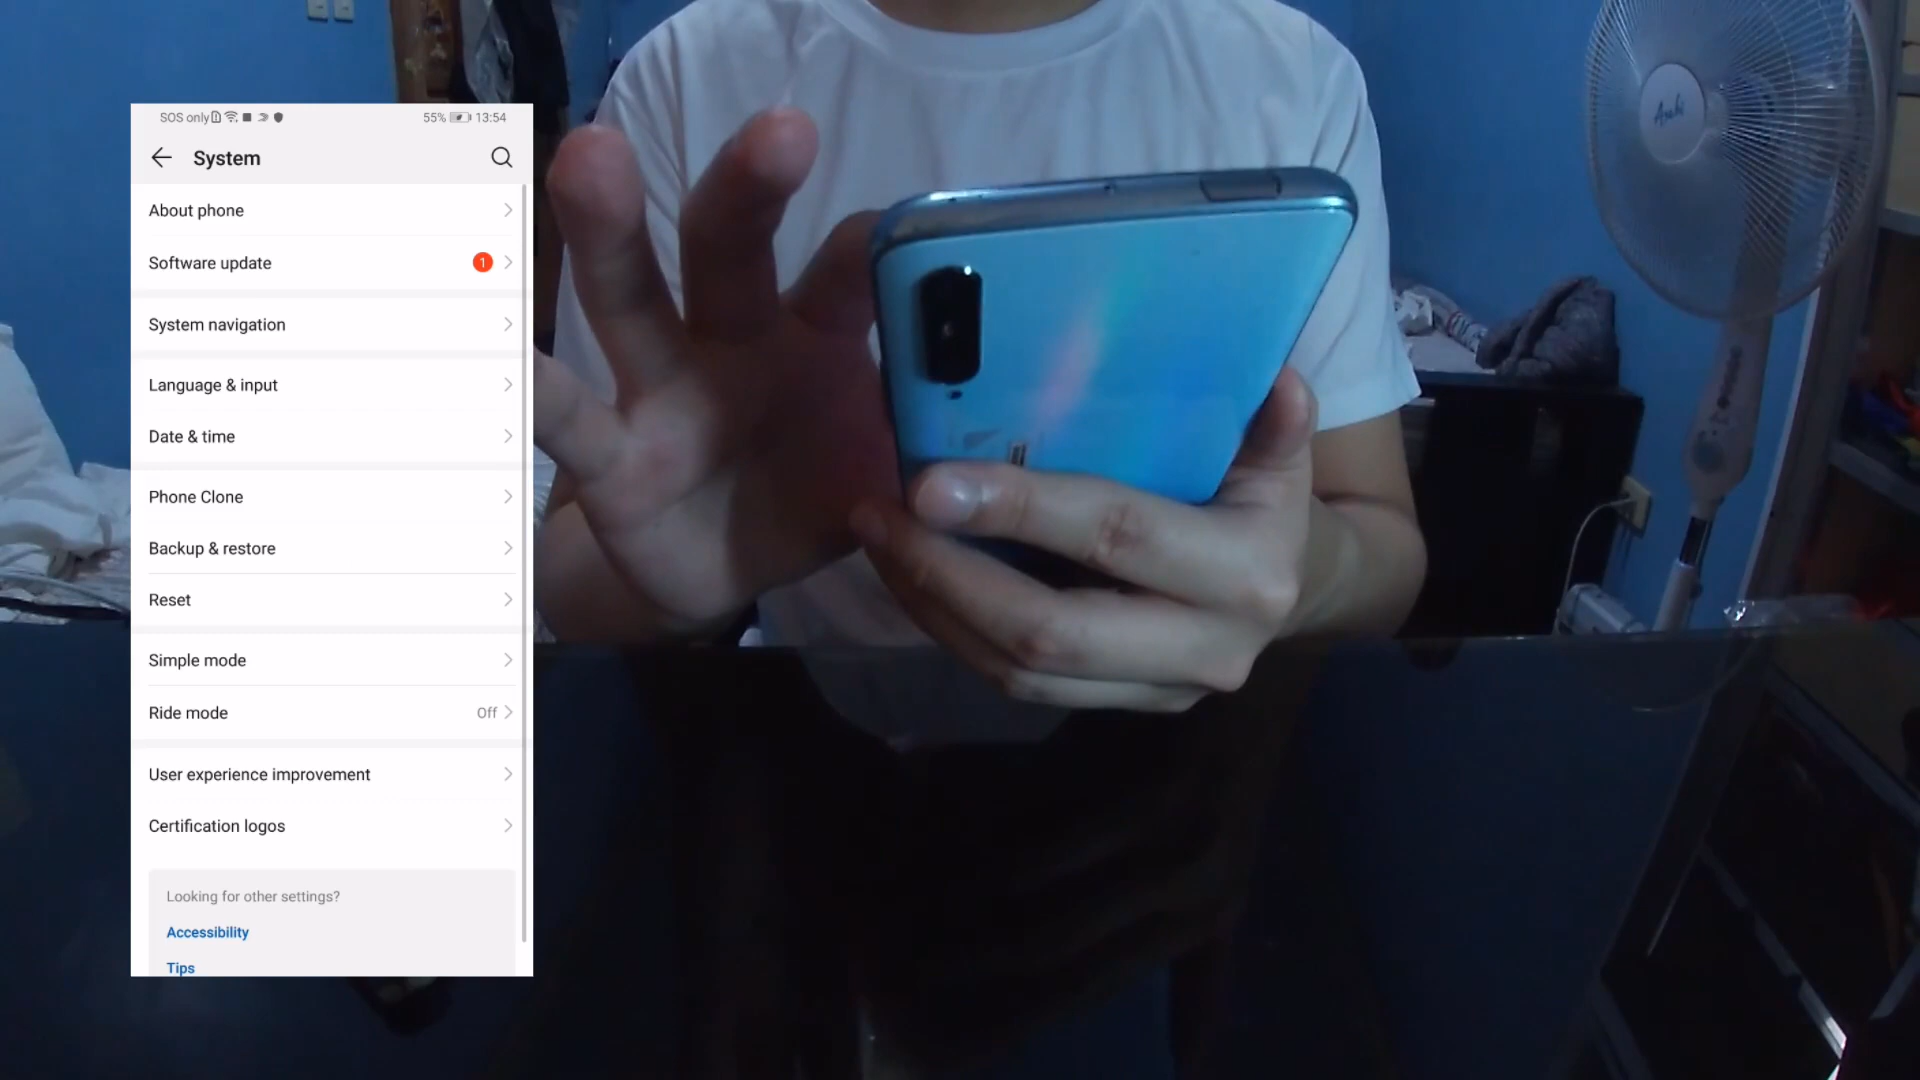 SOS only 55% 13:54
System
About phone
Software update 1
System navigation
Language & input
Date & time
Phone Clone
Backup & restore
Reset
Simple mode
Ride mode Off
User experience improvement
Certification logos
Looking for other settings?
Accessibility
Tips
Asahi